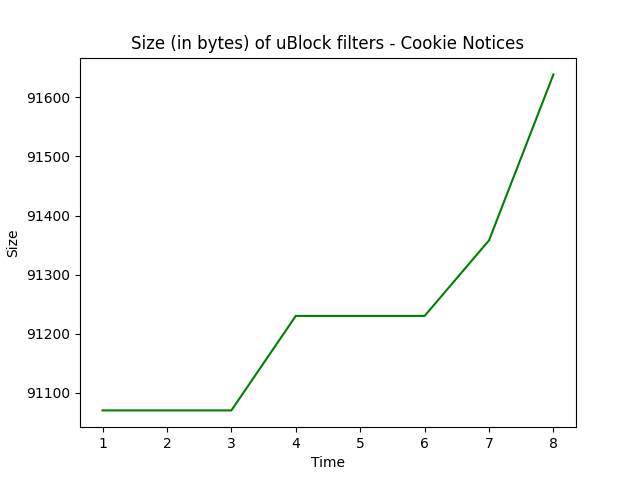 Size (in bytes) of uBlock filters - Cookie Notices
91600
91500
91400
91300
91200
91100
Size
1 2 3 4 5 6 7 8
Time